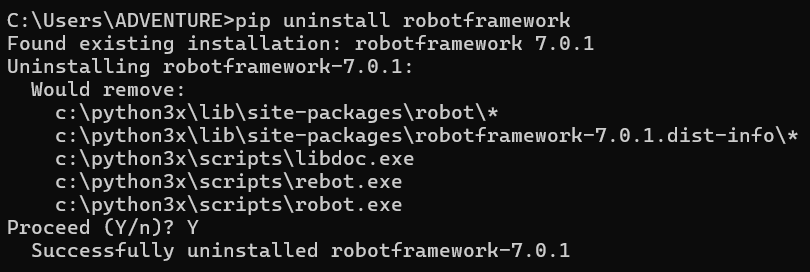 C:\Users\ADVENTURE>pip uninstall robotframework
Found existing installation: robotframework 7.0.1
Uninstalling robotframework-7.0.1:
  Would remove:
    c:\python3x\lib\site-packages\robot\*
    c:\python3x\lib\site-packages\robotframework-7.0.1.dist-info\*
    c:\python3x\scripts\libdoc.exe
    c:\python3x\scripts\rebot.exe
    c:\python3x\scripts\robot.exe
Proceed (Y/n)? Y
  Successfully uninstalled robotframework-7.0.1